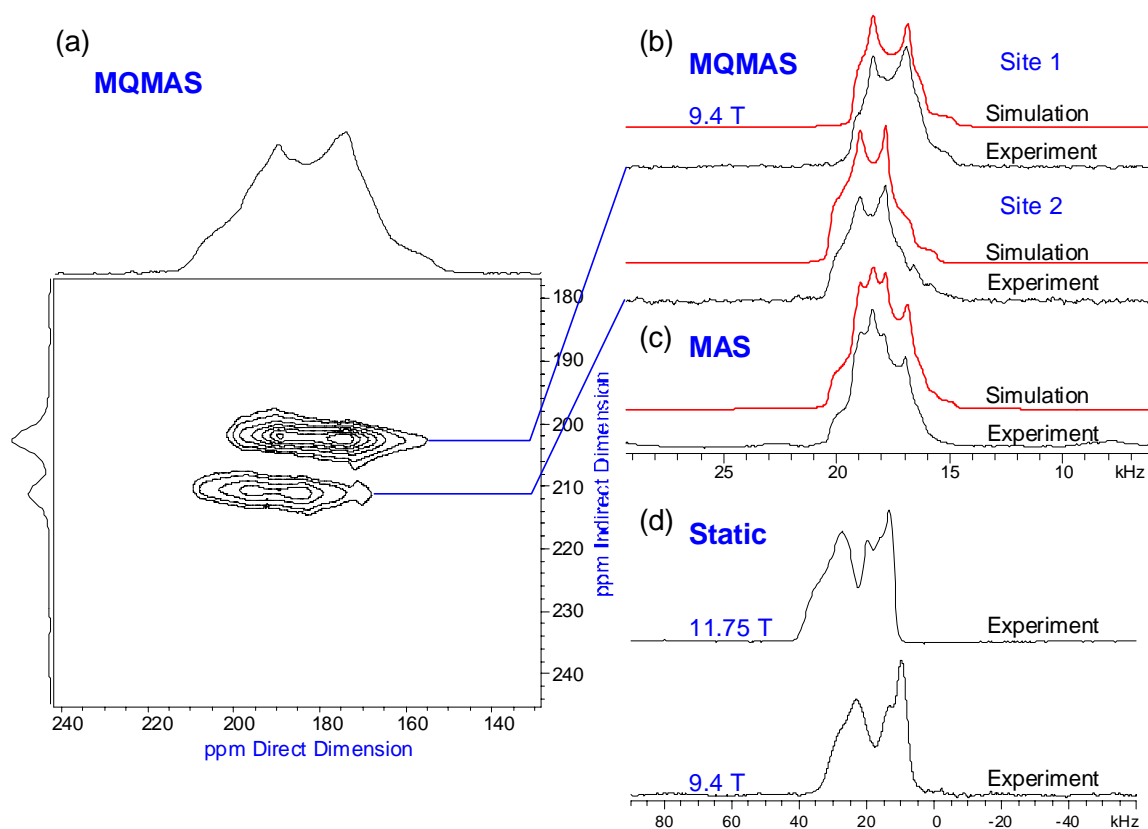 (a)
MQMAS
180
190
200
210
220
230
240
ppm Indirect Dimension
240 220 200 180 160 140
ppm Direct Dimension
(b)
MQMAS
Site 1
9.4 T
Simulation
Experiment
Site 2
Simulation
Experiment
(c)
MAS
Simulation
Experiment
25 20 15 10 kHz
(d)
Static
11.75 T
Experiment
9.4 T
Experiment
80 60 40 20 0 -20 -40 kHz